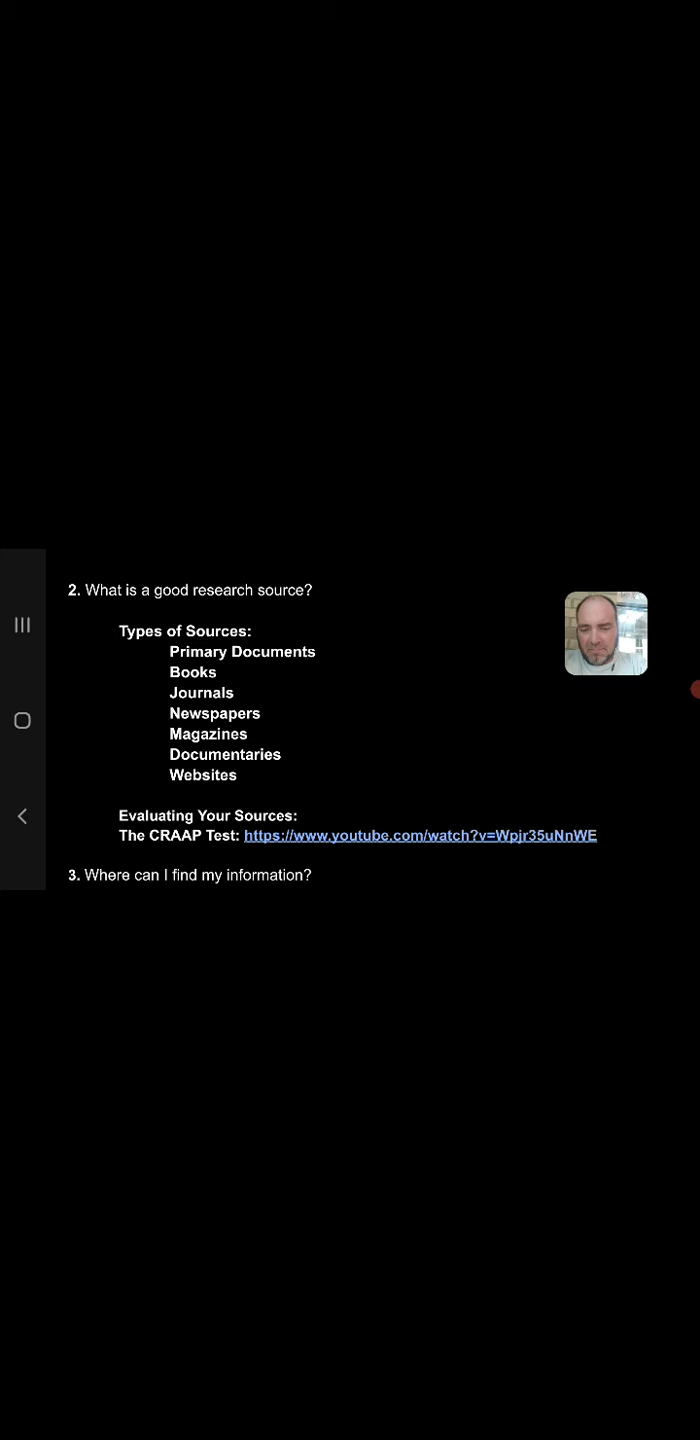 2. What is a good research source?
Types of Sources:
Primary Documents
Books
Journals
Newspapers
Magazines
Documentaries
Websites
Evaluating Your Sources:
The CRAAP Test: https://www.youtube.com/watch?v=Wpjr35uNnWE
3. Where can I find my information?